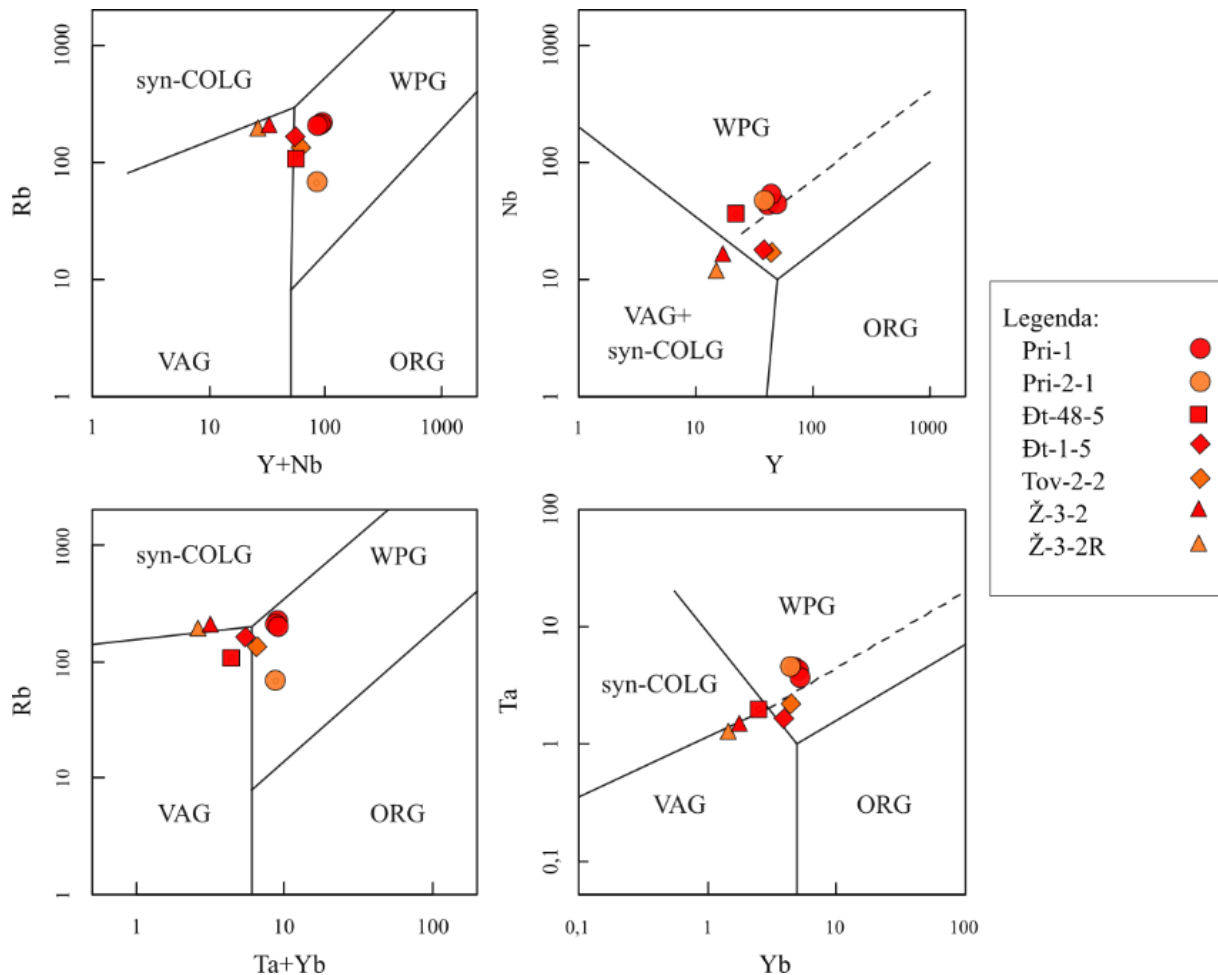 1000
100
10
1
Rb
syn-COLG
WPG
VAG
ORG
1
10
100
1000
Y+Nb
1000
100
10
1
Nb
WPG
VAG+
syn-COLG
ORG
1
10
100
1000
Y
1000
100
10
1
Rb
syn-COLG
WPG
VAG
ORG
1
10
100
Ta+Yb
100
10
1
0,1
Ta
WPG
syn-COLG
VAG
ORG
0,1
1
10
100
Yb
Legenda:
Pri-1
Pri-2-1
Đt-48-5
Đt-1-5
Tov-2-2
Ž-3-2
Ž-3-2R